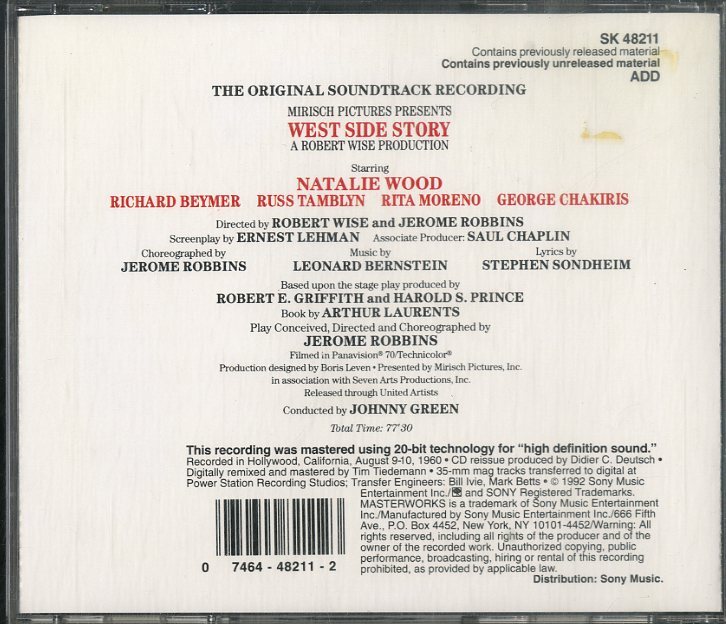 SK 48211
Contains previously released material
Contains previously unreleased material
ADD
THE ORIGINAL SOUNDTRACK RECORDING
MIRISCH PICTURES PRESENTS
WEST SIDE STORY
A ROBERT WISE PRODUCTION
Starring
NATALIE WOOD
RICHARD BEYMER RUSS TAMBLYN RITA MORENO GEORGE CHAKIRIS
Directed by ROBERT WISE and JEROME ROBBINS
Screenplay by ERNEST LEHMAN Associate Producer: SAUL CHAPLIN
Choreographed by Music by Lyrics by
JEROME ROBBINS LEONARD BERNSTEIN STEPHEN SONDHEIM
Based upon the stage play produced by
ROBERT E. GRIFFITH and HAROLD S. PRINCE
Book by ARTHUR LAURENTS
Play Conceived, Directed and Choreographed by
JEROME ROBBINS
Filmed in Panavision® 70/Technicolor®
Production designed by Boris Leven • Presented by Mirisch Pictures, Inc.
in association with Seven Arts Productions, Inc.
Released through United Artists
Conducted by JOHNNY GREEN
Total Time: 77'30
This recording was mastered using 20-bit technology for “high definition sound.”
Recorded in Hollywood, California, August 9-10, 1960 • CD reissue produced by Didier C. Deutsch •
Digitally remixed and mastered by Tim Tiedemann • 35-mm mag tracks transferred to digital at
Power Station Recording Studios; Transfer Engineers: Bill Ivie, Mark Betts • © 1992 Sony Music
Entertainment Inc./ and SONY Registered Trademarks.
MASTERWORKS is a trademark of Sony Music Entertainment
Inc./Manufactured by Sony Music Entertainment Inc./666 Fifth
Ave., P.O. Box 4452, New York, NY 10101-4452/Warning: All
rights reserved, including all rights of the producer and of the
owner of the recorded work. Unauthorized copying, public
performance, broadcasting, hiring or rental of this recording
prohibited, as provided by applicable law.
Distribution: Sony Music.
0 7464 - 48211 - 2